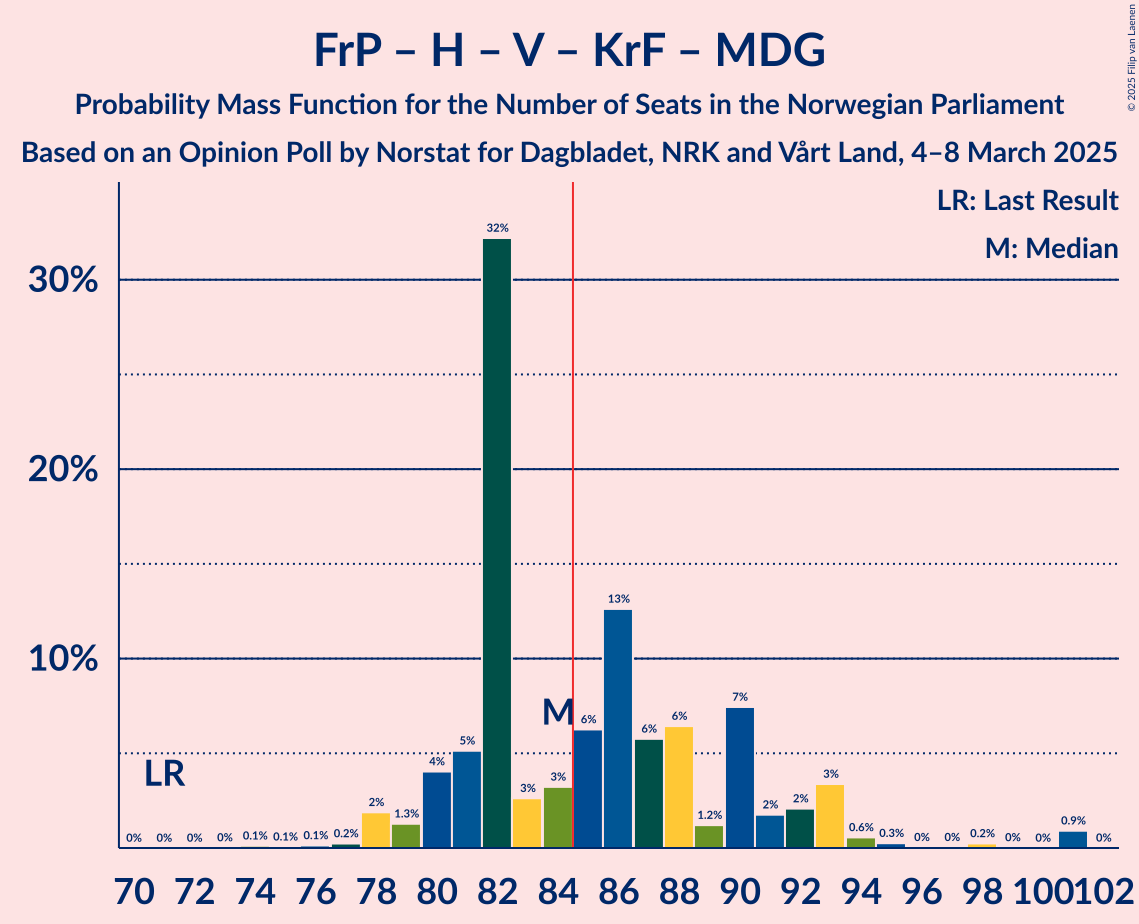 FrP – H – V – KrF – MDG
Probability Mass Function for the Number of Seats in the Norwegian Parliament
Based on an Opinion Poll by Norstat for Dagbladet, NRK and Vårt Land, 4–8 March 2025
© 2025 Filip van Laenen
LR: Last Result
M: Median
30%
20%
10%
LR
M
0% 0% 0% 0% 0.1% 0.1% 0.1% 0.2% 2% 1.3% 4% 5% 32% 3% 3% 6% 13% 6% 6% 1.2% 7% 2% 2% 3% 0.6% 0.3% 0% 0% 0.2% 0% 0% 0.9% 0%
70 72 74 76 78 80 82 84 86 88 90 92 94 96 98 100 102